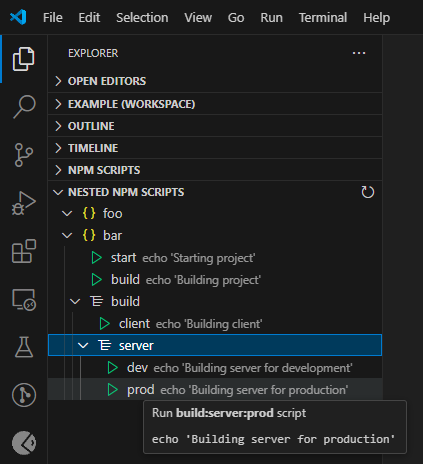 File Edit Selection View Go Run Terminal Help
EXPLORER ...
OPEN EDITORS
EXAMPLE (WORKSPACE)
OUTLINE
TIMELINE
NPM SCRIPTS
NESTED NPM SCRIPTS
{} foo
{} bar
start echo 'Starting project'
build echo 'Building project'
build
client echo 'Building client'
server
dev echo 'Building server for development'
prod echo 'Building server for production'
Run build:server:prod script
echo 'Building server for production'